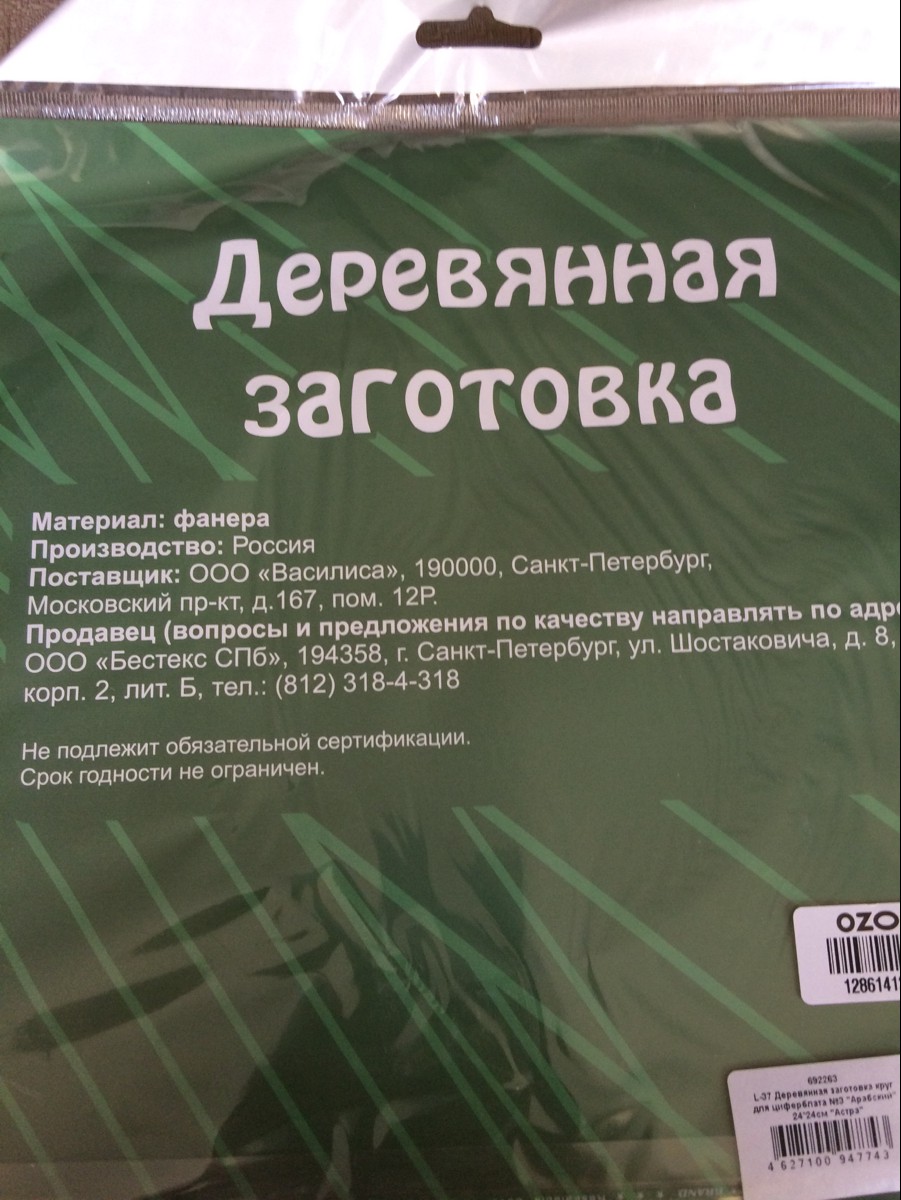 Деревянная
заготовка
Материал: фанера
Производство: Россия
Поставщик: ООО «Василиса», 190000, Санкт-Петербург,
Московский пр-кт, д.167, пом. 12Р.
Продавец (вопросы и предложения по качеству направлять по адре
ООО «Бестекс СПб», 194358, г. Санкт-Петербург, ул. Шостаковича, д. 8,
корп. 2, лит. Б, тел.: (812) 318-4-318
Не подлежит обязательной сертификации.
Срок годности не ограничен.
OZO
1286141
692263
L-37 Деревянная заготовка круг
для циферблата №3 "Арабский"
24*24см "Астра"
4 627100 947743